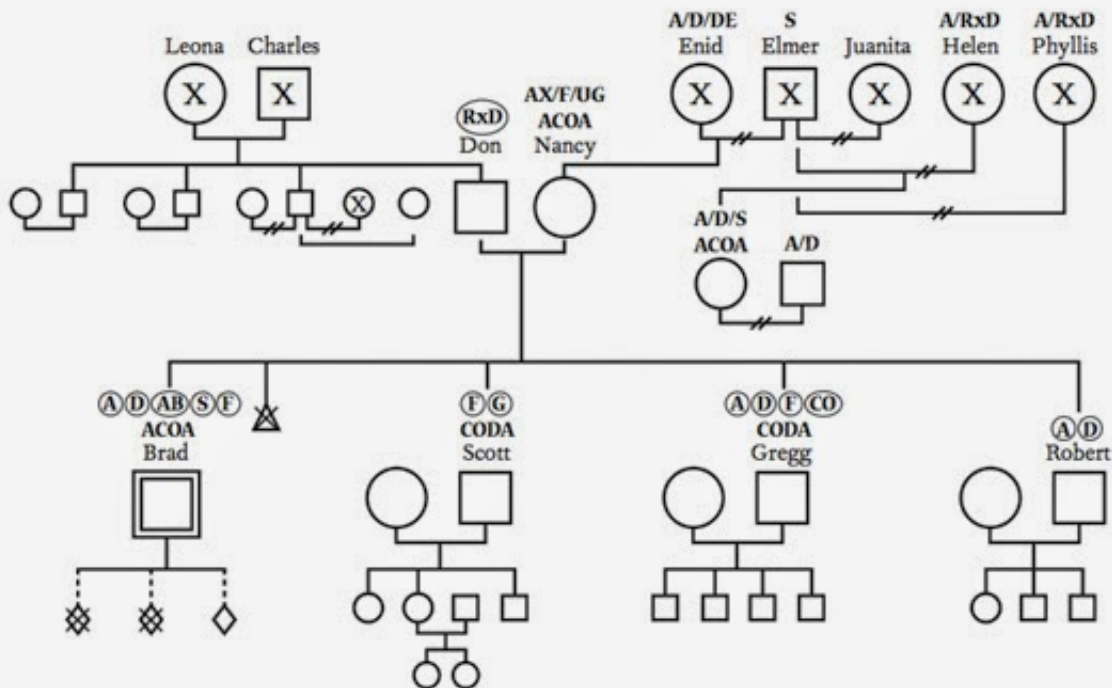 A/D/DE S A/RxD A/RxD
Leona Charles Enid Elmer Juanita Helen Phyllis
X X X X X X X
RxD AX/F/UG
ACOA
Don Nancy
X
A/D/S A/D
ACOA
A D AB S F F G A D F CO A D
ACOA CODA CODA
Brad Scott Gregg Robert